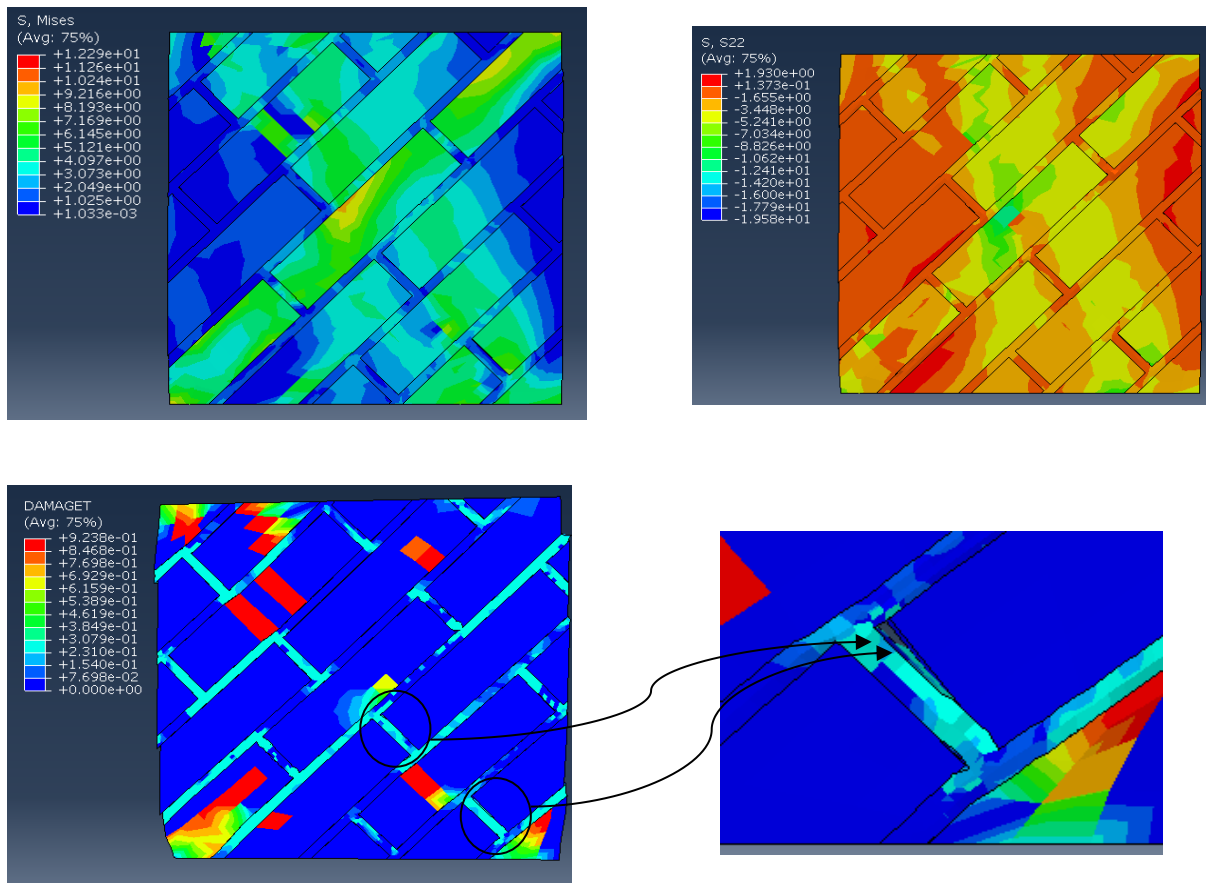 S, Mises
(Avg: 75%)
+1.229e+01
+1.126e+01
+1.024e+01
+9.216e+00
+8.193e+00
+7.169e+00
+6.145e+00
+5.121e+00
+4.097e+00
+3.073e+00
+2.049e+00
+1.025e+00
+1.033e-03
S, S22
(Avg: 75%)
+1.930e+00
+1.373e-01
-1.655e+00
-3.448e+00
-5.241e+00
-7.034e+00
-8.826e+00
-1.062e+01
-1.241e+01
-1.420e+01
-1.600e+01
-1.779e+01
-1.958e+01
DAMAGET
(Avg: 75%)
+9.238e-01
+8.468e-01
+7.698e-01
+6.929e-01
+6.159e-01
+5.389e-01
+4.619e-01
+3.849e-01
+3.079e-01
+2.310e-01
+1.540e-01
+7.698e-02
+0.000e+00